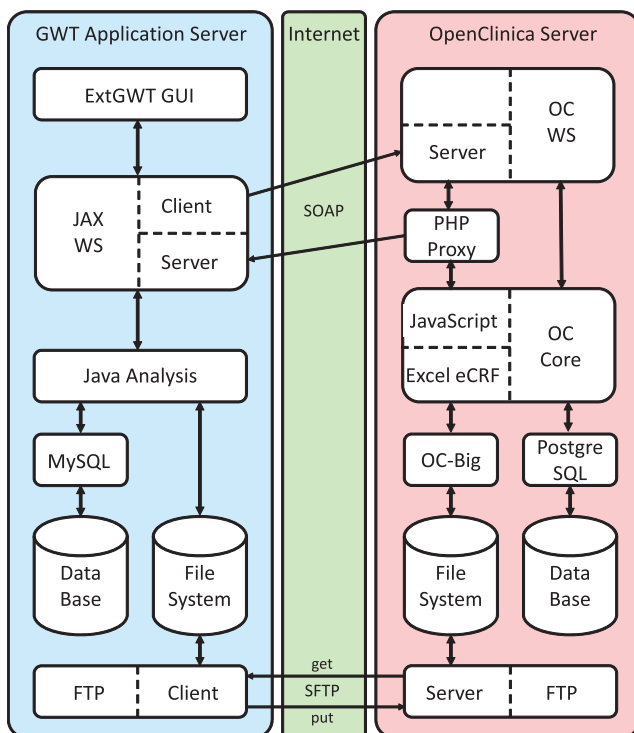 GWT Application Server
Internet
OpenClinica Server
ExtGWT GUI
OC
WS
Server
JAX
WS
Client
Server
SOAP
PHP
Proxy
JavaScript
Excel eCRF
OC
Core
Java Analysis
MySQL
OC-Big
Postgre
SQL
Data
Base
File
System
File
System
Data
Base
get
FTP
Client
SFTP
Server
FTP
put